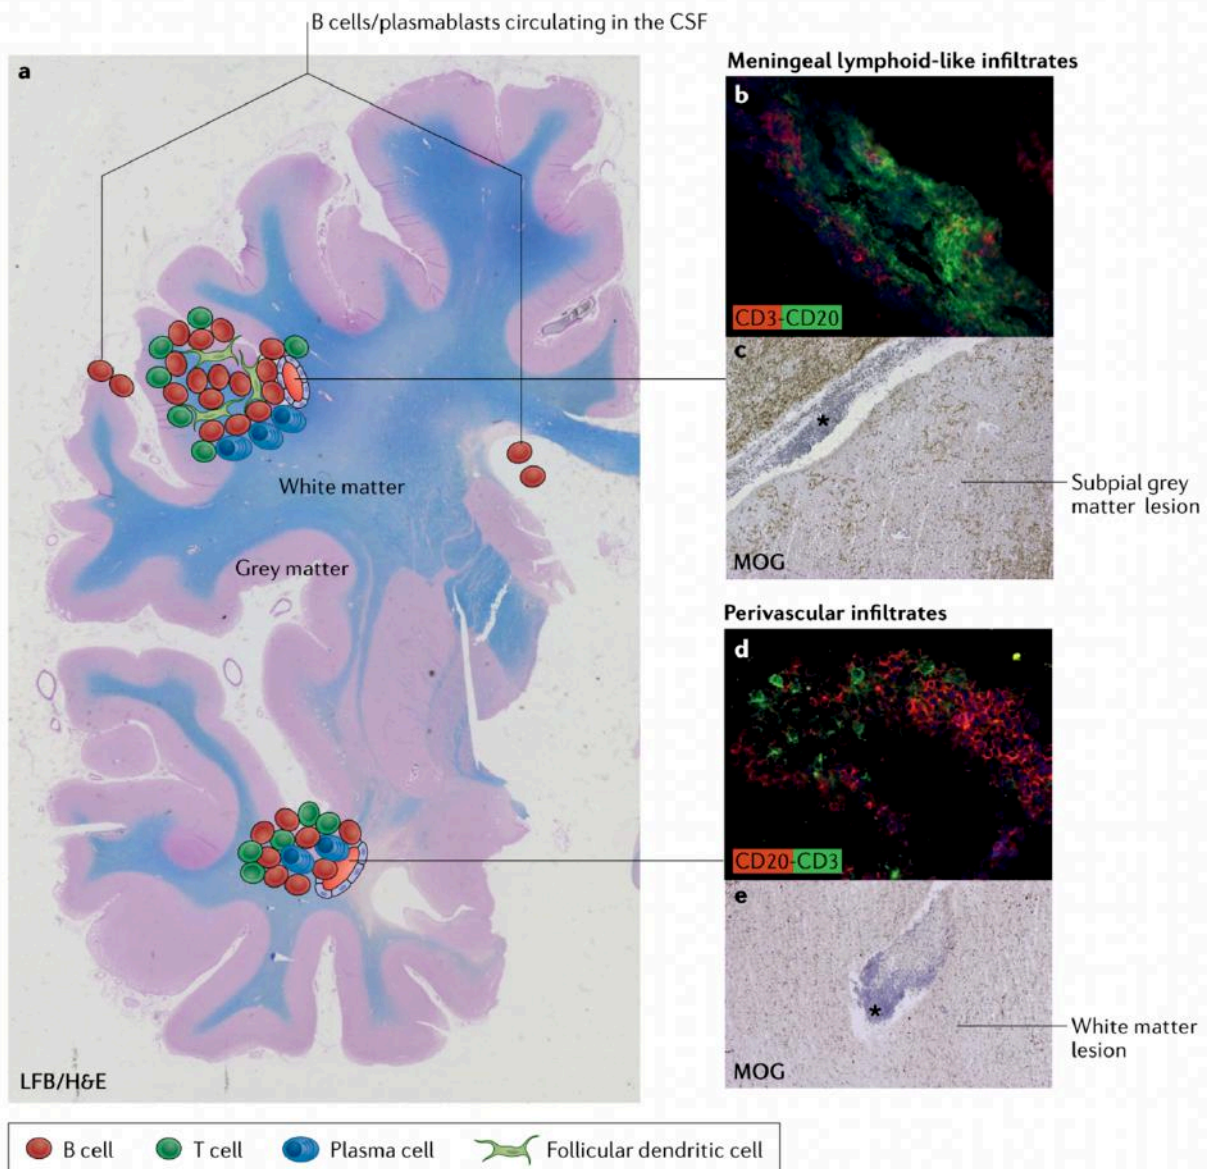 B cells/plasmablasts circulating in the CSF
a
White matter
Grey matter
LFB/H&E
Meningeal lymphoid-like infiltrates
b
CD3-CD20
c
*
Subpial grey
matter lesion
MOG
Perivascular infiltrates
d
CD20-CD3
e
*
White matter
lesion
MOG
B cell
T cell
Plasma cell
Follicular dendritic cell